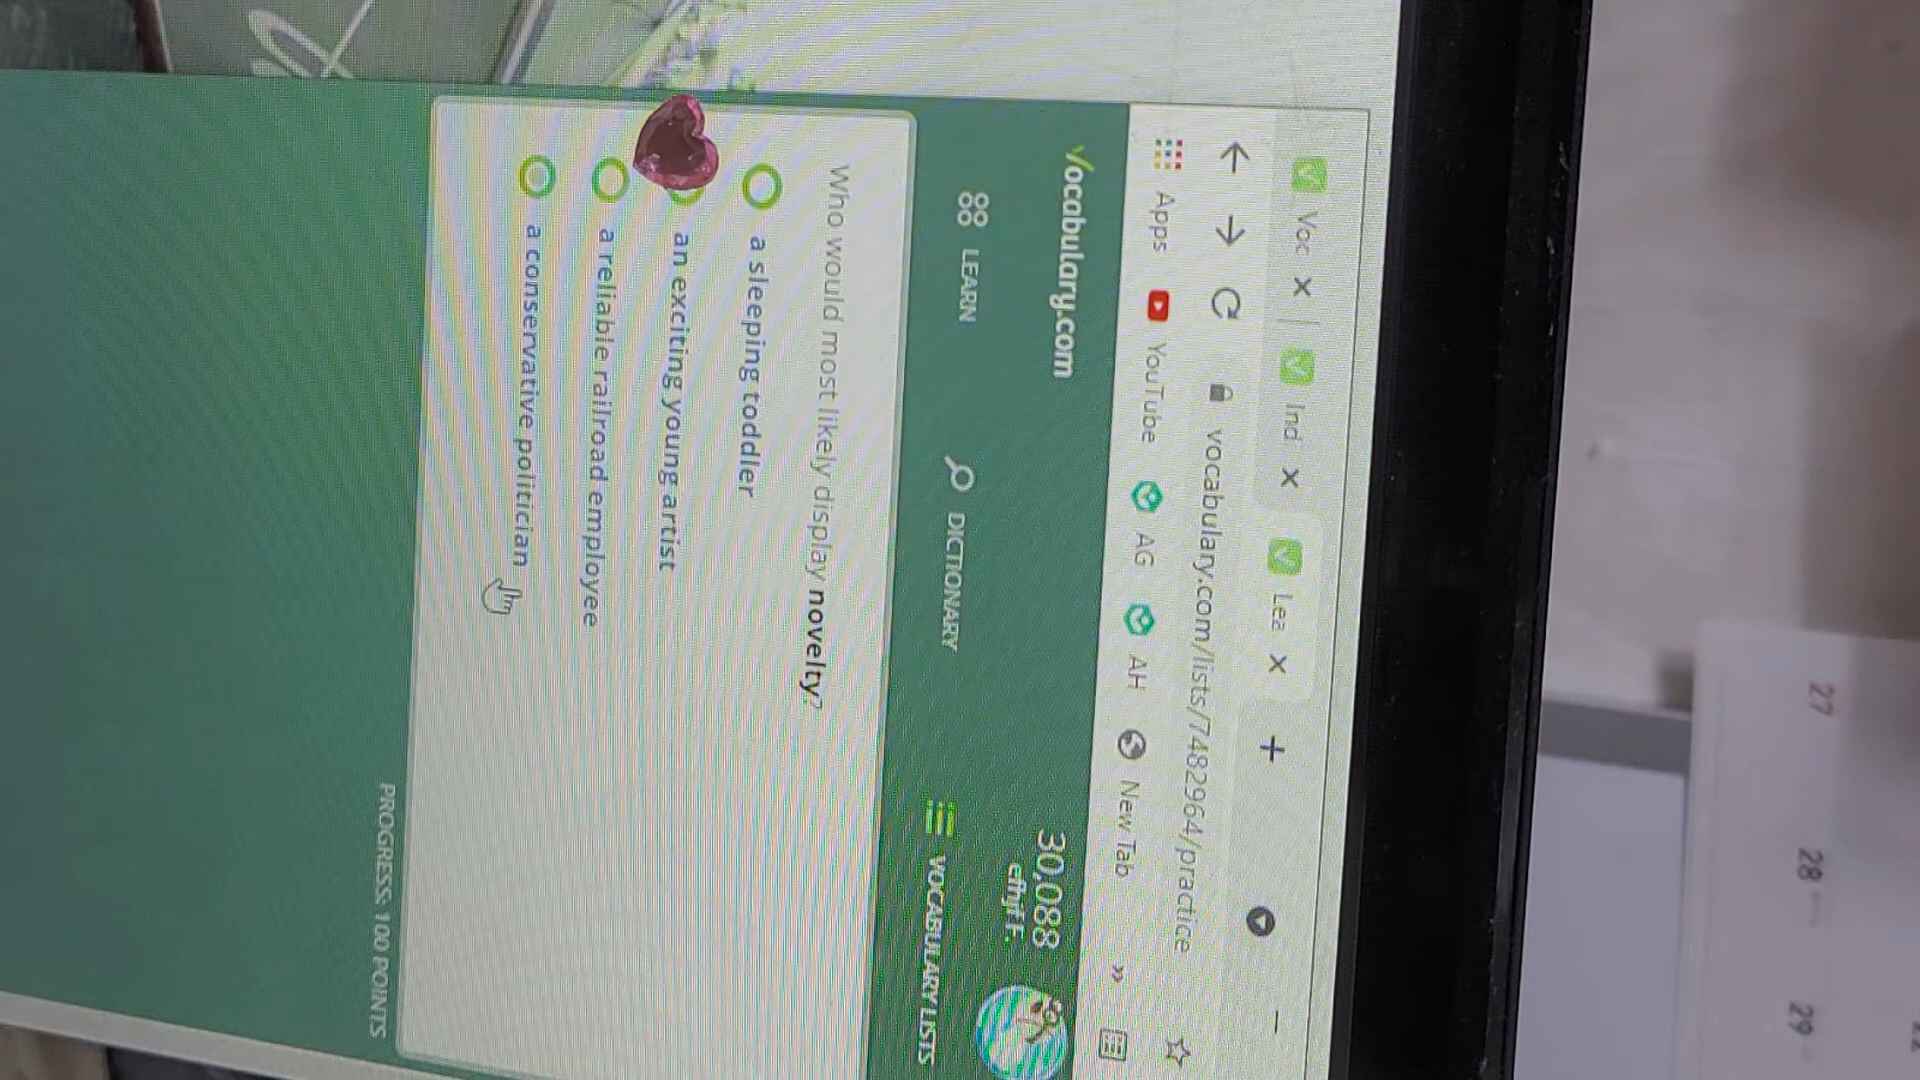 Voc
Ind
Lea
vocabulary.com/lists/7482964/practice
Apps
YouTube
AG
AH
New Tab
»
Vocabulary.com
30,088
LEARN
DICTIONARY
VOCABULARY LISTS
Who would most likely display novelty?
a sleeping toddler
an exciting young artist
a reliable railroad employee
a conservative politician
PROGRESS: 100 POINTS
27
28
29